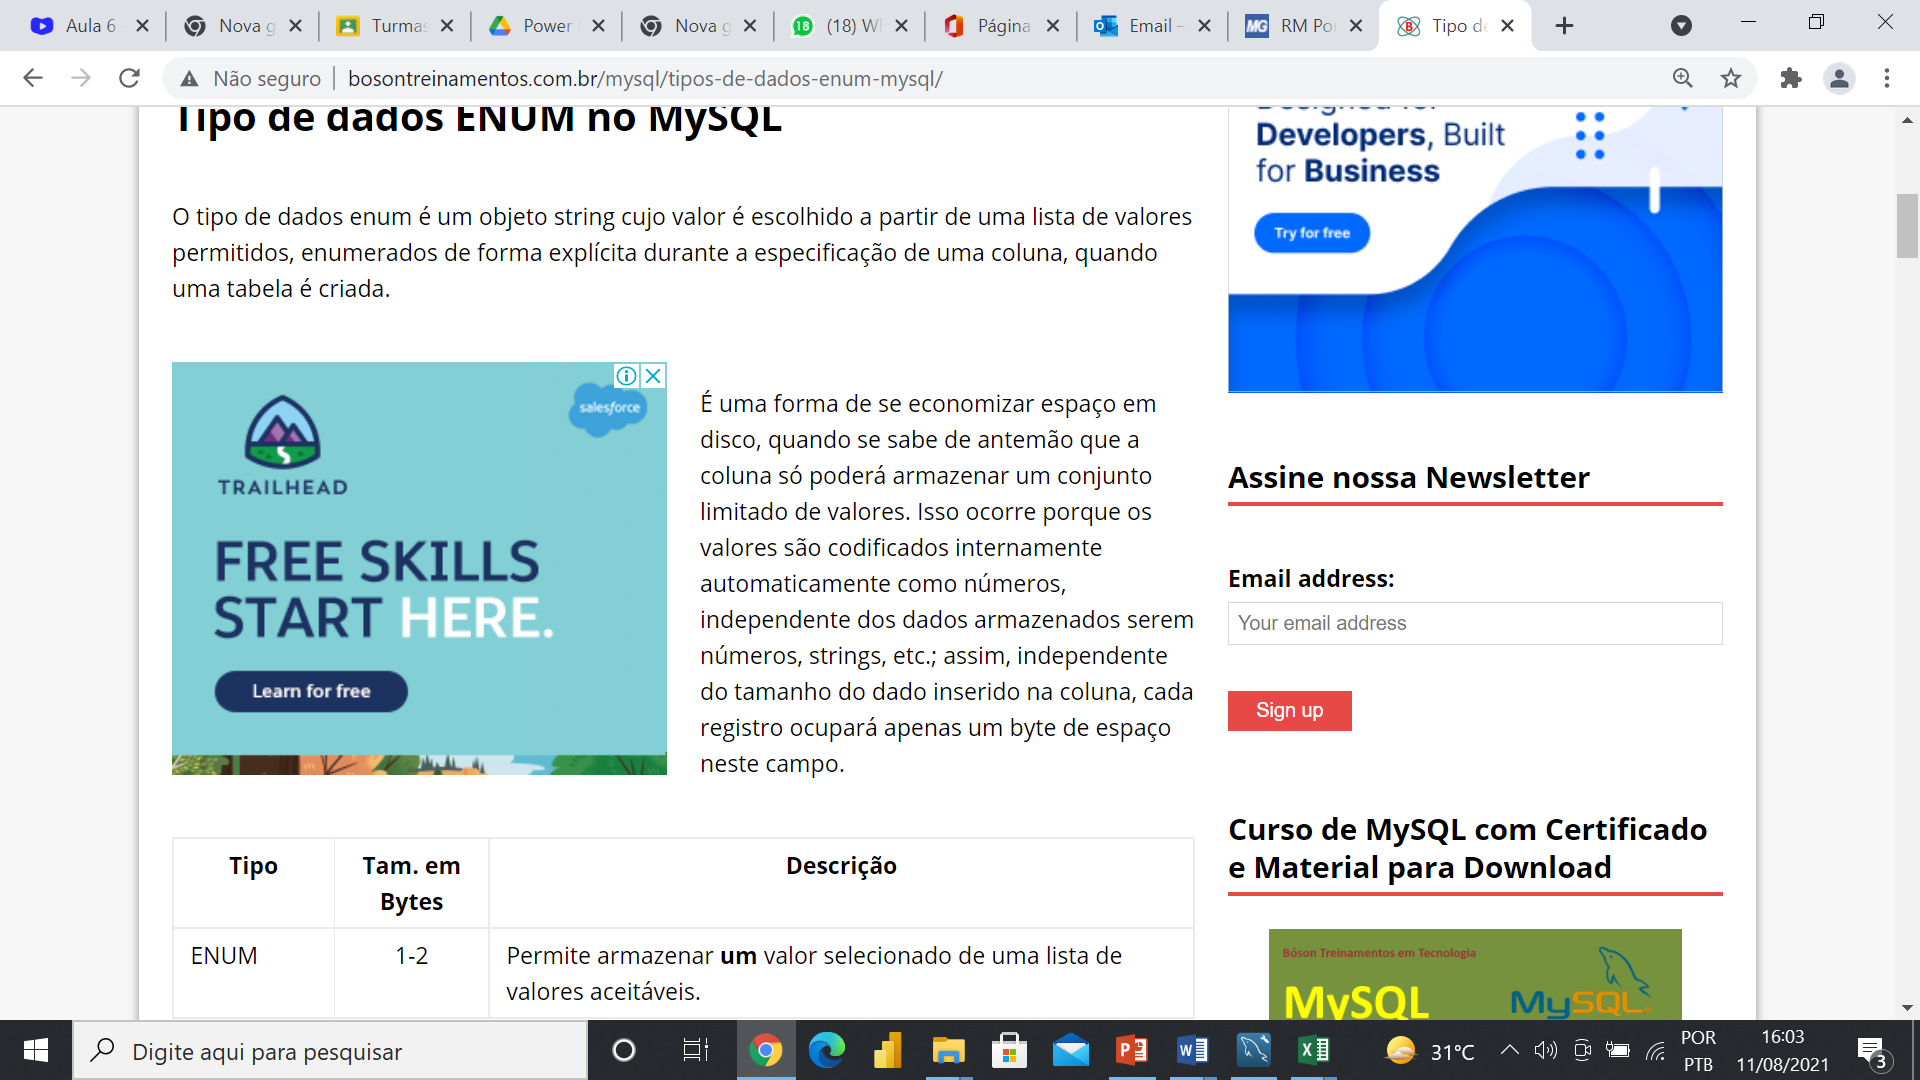 Aula 6
Nova g
Turmas
Power
Nova g
(18) W
Página
Email -
RM Po
Tipo de
Não seguro
bosontreinamentos.com.br/mysql/tipos-de-dados-enum-mysql/
Tipo de dados ENUM no MySQL
O tipo de dados enum é um objeto string cujo valor é escolhido a partir de uma lista de valores
permitidos, enumerados de forma explícita durante a especificação de uma coluna, quando
uma tabela é criada.
salesforce
TRAILHEAD
FREE SKILLS
START HERE.
Learn for free
É uma forma de se economizar espaço em
disco, quando se sabe de antemão que a
coluna só poderá armazenar um conjunto
limitado de valores. Isso ocorre porque os
valores são codificados internamente
automaticamente como números,
independente dos dados armazenados serem
números, strings, etc.; assim, independente
do tamanho do dado inserido na coluna, cada
registro ocupará apenas um byte de espaço
neste campo.
Tipo
Tam. em
Bytes
Descrição
ENUM
1-2
Permite armazenar um valor selecionado de uma lista de
valores aceitáveis.
Designed for
Developers, Built
for Business
Try for free
Assine nossa Newsletter
Email address:
Your email address
Sign up
Curso de MySQL com Certificado
e Material para Download
Bóson Treinamentos em Tecnologia
MySQL
MySQL
Digite aqui para pesquisar
31°C
POR
PTB
16:03
11/08/2021
3